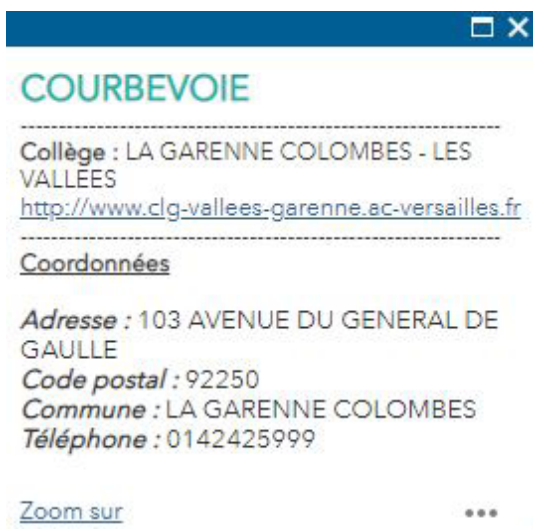 COURBEVOIE
------------------------------------------------------------
Collège : LA GARENNE COLOMBES - LES
VALLEES
http://www.clg-vallees-garenne.ac-versailles.fr
------------------------------------------------------------
Coordonnées
Adresse : 103 AVENUE DU GENERAL DE
GAULLE
Code postal : 92250
Commune : LA GARENNE COLOMBES
Téléphone : 0142425999
Zoom sur